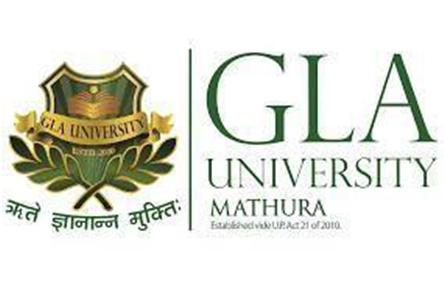 GLA UNIVERSITY
ESTD. 2010
ऋते ज्ञानान्न मुक्तिः
GLA
UNIVERSITY
MATHURA
Established vide U.P. Act 21 of 2010.